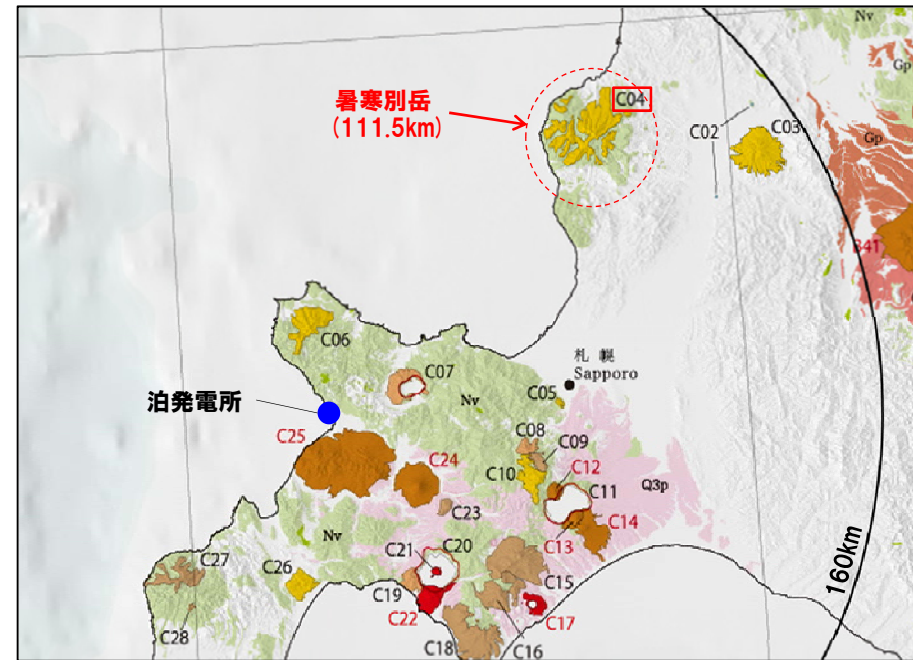 Nv
Gp
暑寒別岳
(111.5km)
C04
C02
C03
Gp
C06
C07
札 幌
Sapporo
Nv
C05
泊発電所
C25
C24
C08
C09
C10
C12
C11
Q3p
C23
C13
C14
Nv
C21
C20
C27
C26
C19
C22
C15
C17
C28
C18
C16
160km